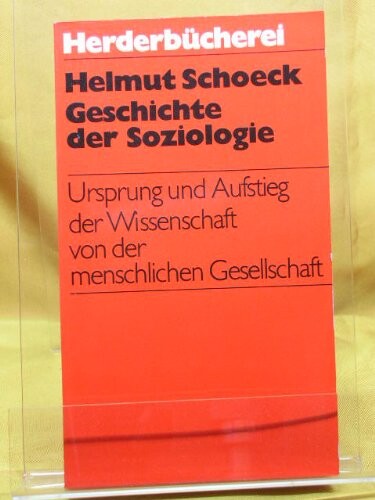 Herderbücherei
Helmut Schoeck
Geschichte
der Soziologie
Ursprung und Aufstieg
der Wissenschaft
von der
menschlichen Gesellschaft